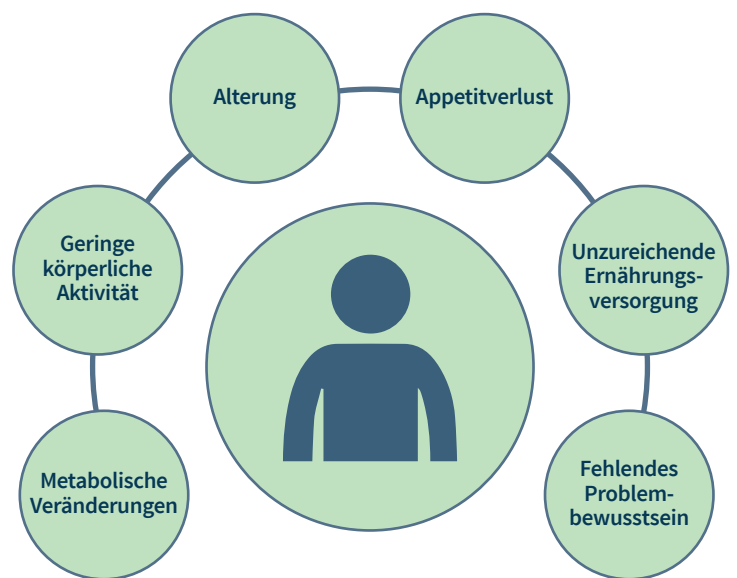 Alterung
Appetitverlust
Geringe
körperliche
Aktivität
Unzureichende
Ernährungs-
versorgung
Metabolische
Veränderungen
Fehlendes
Problem-
bewusstsein